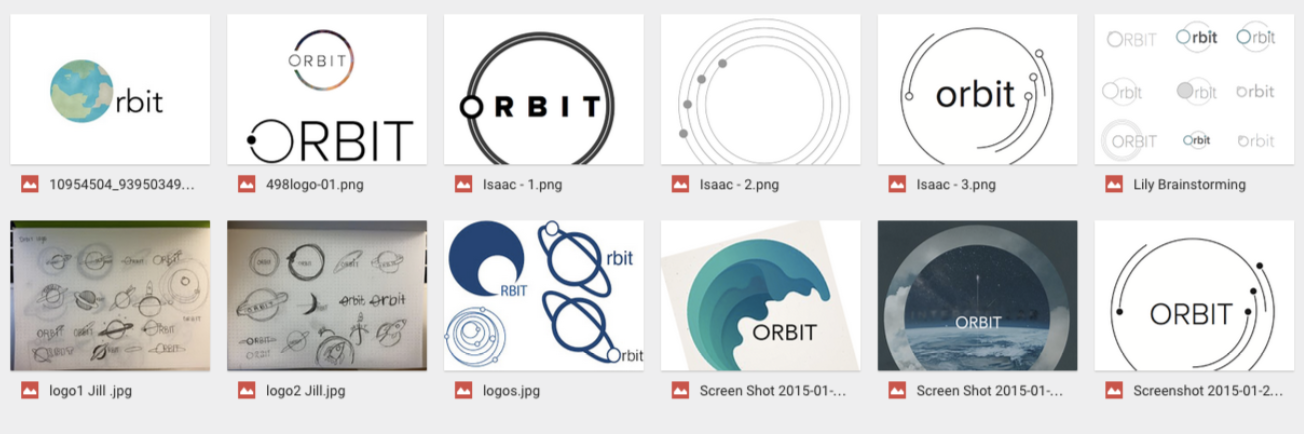 rbit
ORBIT
ORBIT
ORBIT
orbit
ORBIT
Orbit
Orbit
Orbit
Orbit
Orbit
ORBIT
Orbit
Orbit
10954504_93950349...
498logo-01.png
Isaac - 1.png
Isaac - 2.png
Isaac - 3.png
Lily Brainstorming
ORBIT
ORBIT
ORBIT
orbit Orbit
ORBIT
RBIT
rbit
Orbit
ORBIT
ORBIT
ORBIT
logo1 Jill .jpg
logo2 Jill.jpg
logos.jpg
Screen Shot 2015-01-...
Screen Shot 2015-01-...
Screenshot 2015-01-2...